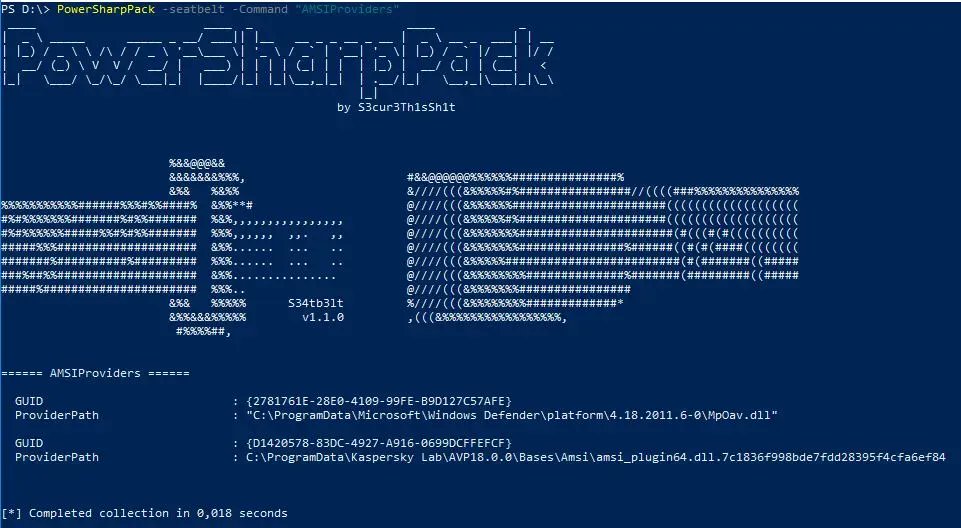 PS D:\> PowerSharpPack -seatbelt -Command "AMSIProviders"
PowerSharpPack
by S3cur3Th1sSh1t
%&&@@@&&
&&&&&&&%%%, #&&@@@@@@%%%%%%###############%
&%& %&%% &////(((&%%%%%#%################//((((###%%%%%%%%%%%%%%%
%%%%%%%%%%%######%%%#%%####% &%%**# @////(((&%%%%%%######################(((((((((((((((((((
#%#%%%%%%%#######%#%%####### %&%,,,,,,,,,,,,,,,, @////(((&%%%%%#%#####################(((((((((((((((((((
#%#%%%%%%#####%%#%#%%####### %%%,,,,,, ,,. ,, @////(((&%%%%%%%######################(#(((#(#((((((((((
#####%%%#################### &%%...... ... .. @////(((&%%%%%%%###############%######((#(#(####((((((((
#######%##########%######### %%%...... ... .. @////(((&%%%%%#########################(#(#######((#####
###%##%%#################### &%%............... @////(((&%%%%%%%%##############%#######(#########((#####
#####%###################### %%%.. @////(((&%%%%%%%################
&%& %%%%% S34tb3lt %////(((&%%%%%%%%#############*
&%%&&&%%%%% v1.1.0 ,(((&%%%%%%%%%%%%%%%%%,
#%%%%##,
====== AMSIProviders ======
GUID : {2781761E-28E0-4109-99FE-B9D127C57AFE}
ProviderPath : "C:\ProgramData\Microsoft\Windows Defender\platform\4.18.2011.6-0\MpOav.dll"
GUID : {D1420578-83DC-4927-A916-0699DCFFEFCF}
ProviderPath : C:\ProgramData\Kaspersky Lab\AVP18.0.0\Bases\Amsi\amsi_plugin64.dll.7c1836f998bde7fdd28395f4cfa6ef84
[*] Completed collection in 0,018 seconds